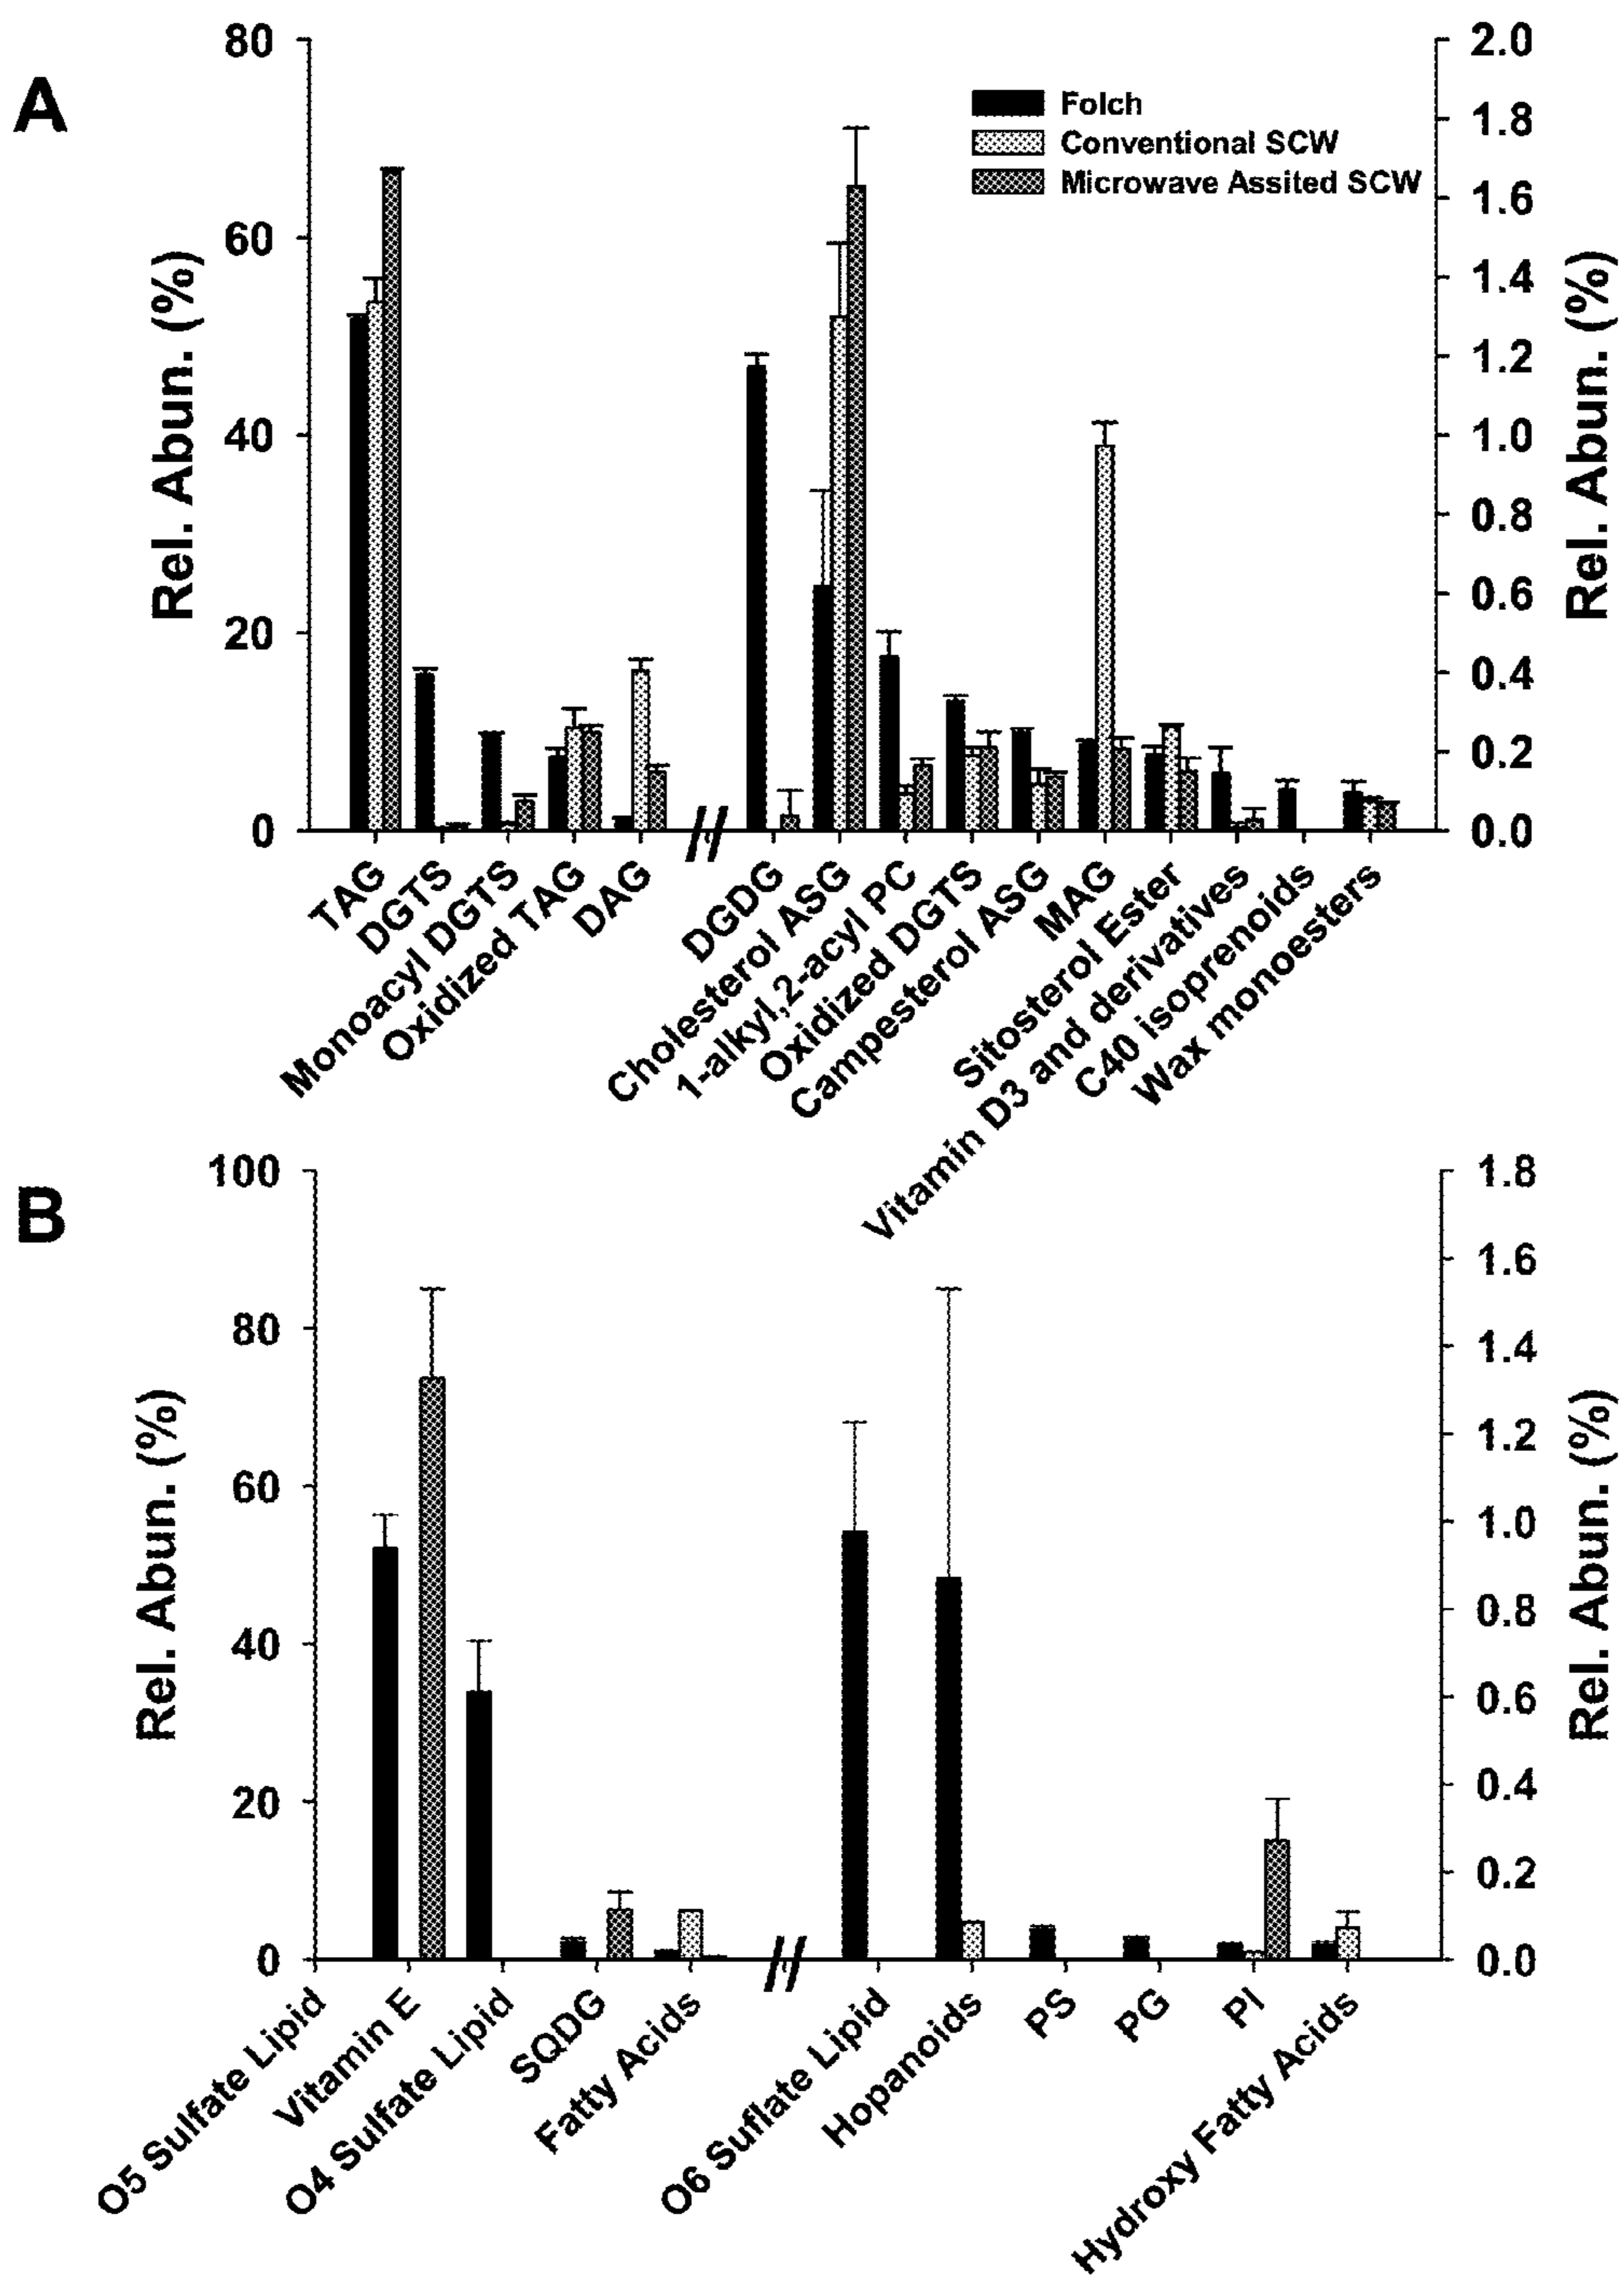 A
80
60
40
20
0
Rel. Abun. (%)
Folch
Conventional SCW
Microwave Assited SCW
2.0
1.8
1.6
1.4
1.2
1.0
0.8
0.6
0.4
0.2
0.0
Rel. Abun. (%)
TAG
DGTS
Monoacyl DGTS
Oxidized TAG
DAG
DGDG
Cholesterol ASG
1-alkyl,2-acyl PC
Oxidized DGTS
Campesterol ASG
MAG
Sitosterol Ester
Vitamin D3 and derivatives
C40 isoprenoids
Wax monoesters
B
100
80
60
40
20
0
Rel. Abun. (%)
1.8
1.6
1.4
1.2
1.0
0.8
0.6
0.4
0.2
0.0
Rel. Abun. (%)
O5 Sulfate Lipid
Vitamin E
O4 Sulfate Lipid
SQDG
Fatty Acids
O6 Suflate Lipid
Hopanoids
PS
PG
PI
Hydroxy Fatty Acids